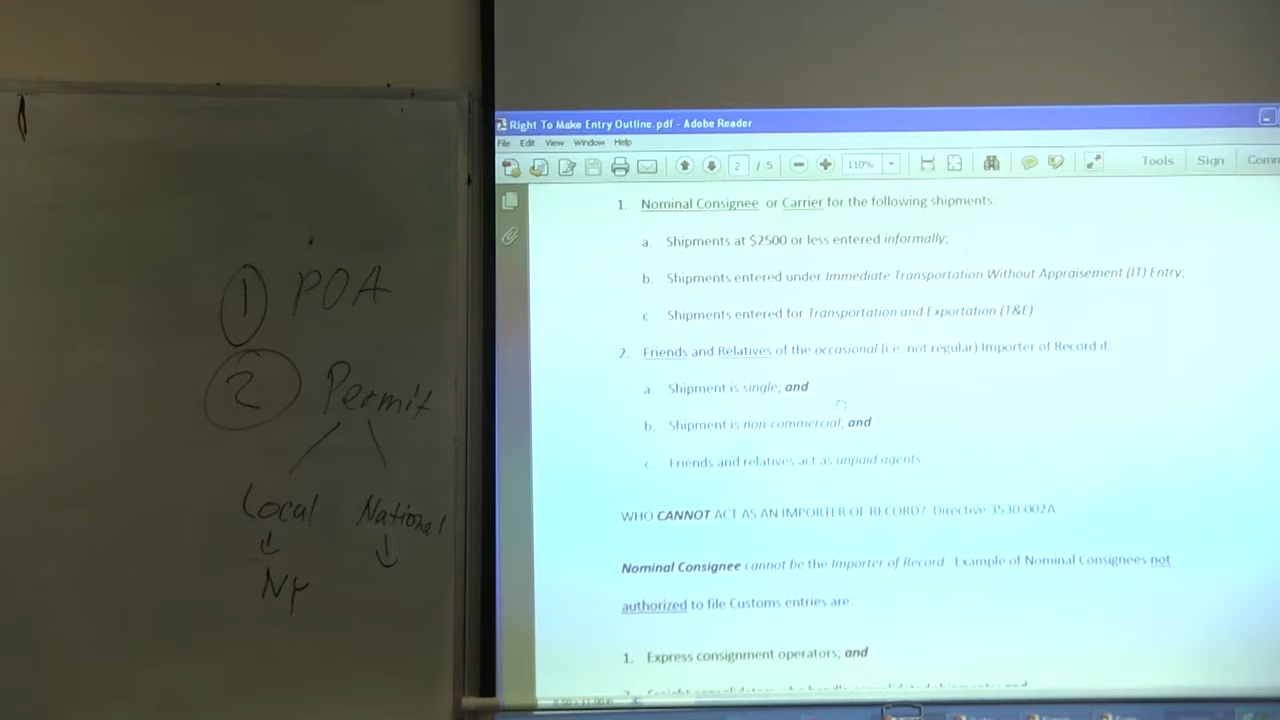 1 POA
2 Permit
Local National
NY
Right To Make Entry Outline.pdf - Adobe Reader
File Edit View Window Help
2 / 5 110% Tools Sign Comm
1. Nominal Consignee or Carrier for the following shipments:
a. Shipments at $2500 or less entered informally;
b. Shipments entered under Immediate Transportation Without Appraisement (IT) Entry;
c. Shipments entered for Transportation and Exportation (T&E)
2. Friends and Relatives of the occasional (i.e. not regular) Importer of Record if:
a. Shipment is single; and
b. Shipment is non-commercial, and
c. Friends and relatives act as unpaid agents.
WHO CANNOT ACT AS AN IMPORTER OF RECORD? Directive 3530-002A
Nominal Consignee cannot be the Importer of Record. Example of Nominal Consignees not
authorized to file Customs entries are:
1. Express consignment operators; and